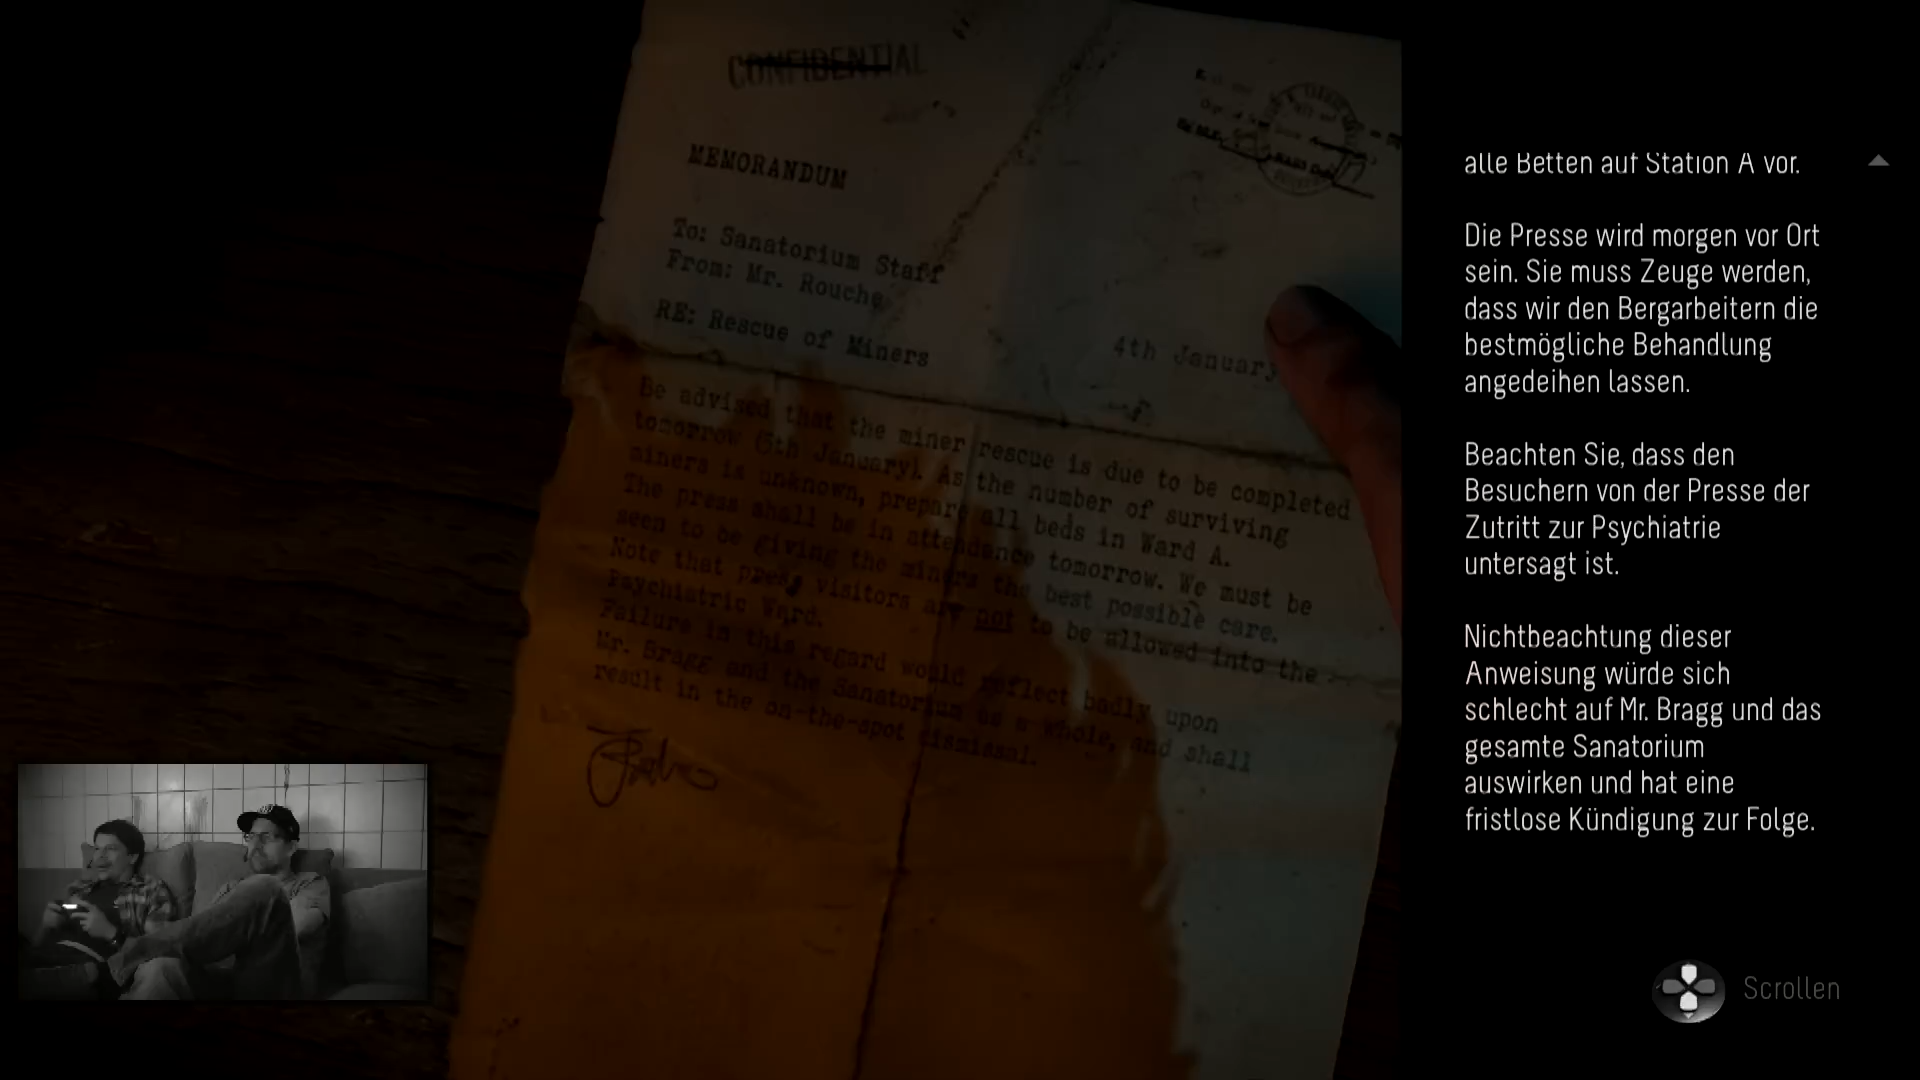 CONFIDENTIAL
MEMORANDUM
To: Sanatorium Staff
From: Mr. Rouche
RE: Rescue of Miners
4th January
Be advised that the miner rescue is due to be completed
tomorrow (5th January). As the number of surviving
miners is unknown, prepare all beds in Ward A.
The press shall be in attendance tomorrow. We must be
seen to be giving the miners the best possible care.
Note that press visitors are not to be allowed into the
Psychiatric Ward.
Failure in this regard would reflect badly upon
Mr. Bragg and the Sanatorium as a whole, and shall
result in the on-the-spot dismissal.
alle Betten auf Station A vor.
Die Presse wird morgen vor Ort
sein. Sie muss Zeuge werden,
dass wir den Bergarbeitern die
bestmögliche Behandlung
angedeihen lassen.
Beachten Sie, dass den
Besuchern von der Presse der
Zutritt zur Psychiatrie
untersagt ist.
Nichtbeachtung dieser
Anweisung würde sich
schlecht auf Mr. Bragg und das
gesamte Sanatorium
auswirken und hat eine
fristlose Kündigung zur Folge.
Scrollen